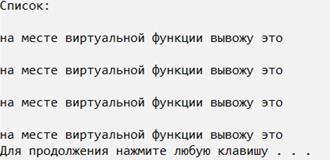 Список:
на месте виртуальной функции вывожу это
на месте виртуальной функции вывожу это
на месте виртуальной функции вывожу это
на месте виртуальной функции вывожу это
Для продолжения нажмите любую клавишу . . .